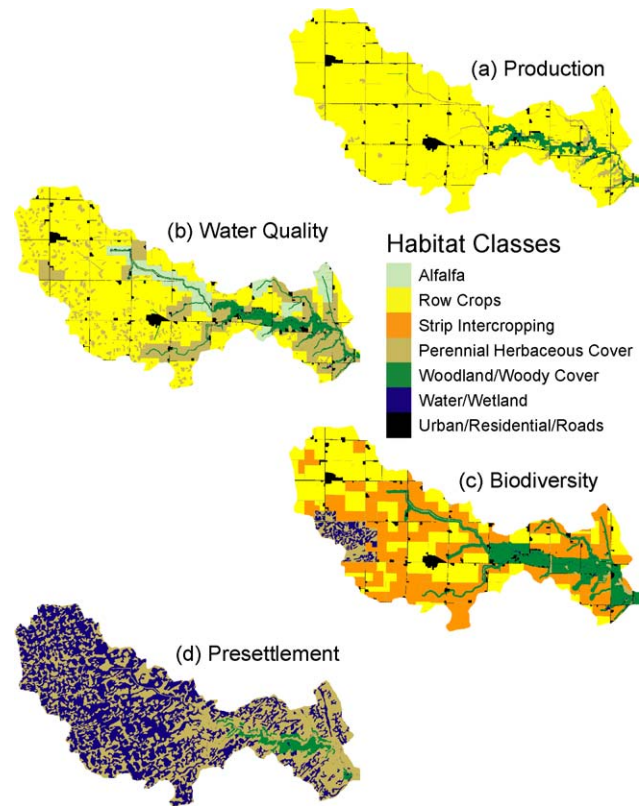 (a) Production
(b) Water Quality
Habitat Classes
Alfalfa
Row Crops
Strip Intercropping
Perennial Herbaceous Cover
Woodland/Woody Cover
Water/Wetland
Urban/Residential/Roads
(c) Biodiversity
(d) Presettlement